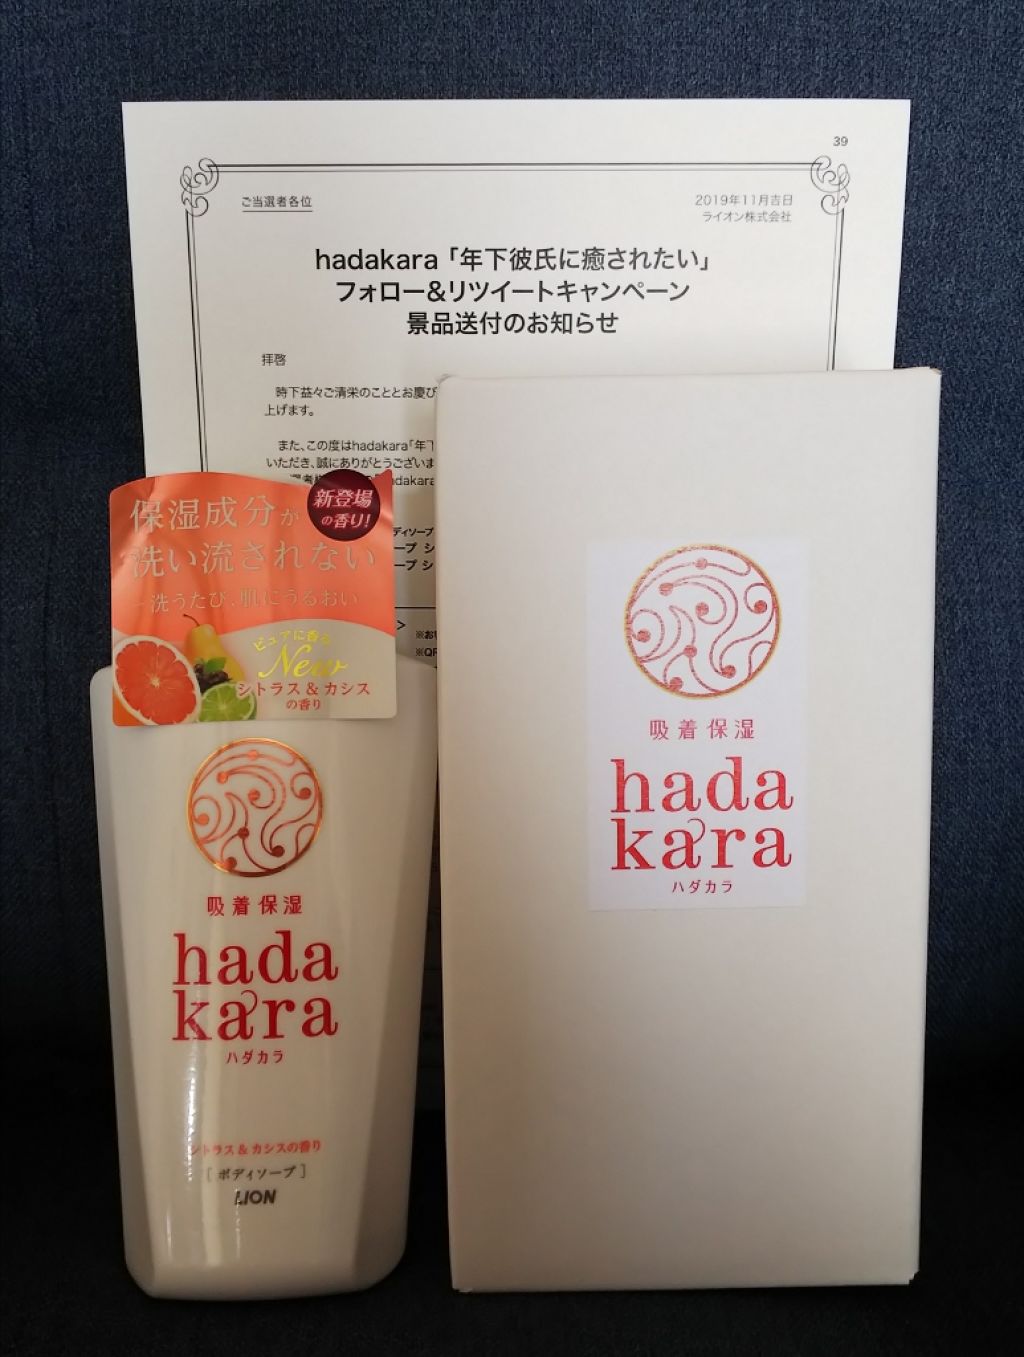 39
ご当選者各位
2019年11月吉日
ライオン株式会社
hadakara「年下彼氏に癒されたい」
フォロー&リツイートキャンペーン
景品送付のお知らせ
拝啓
時下益々ご清栄のこととお慶び
上げます。
また、この度はhadakara「年下
いただき、誠にありがとうございま
ープ シ
ープ シ
保湿成分が
洗い流されない
洗うたび、肌にうるおい
新登場
の香り!
ピュアに香る
New
シトラス&カシス
の香り
吸着保湿
hada
kara
ハダカラ
シトラス&カシスの香り
[ボディソープ]
LION
吸着保湿
hada
kara
ハダカラ